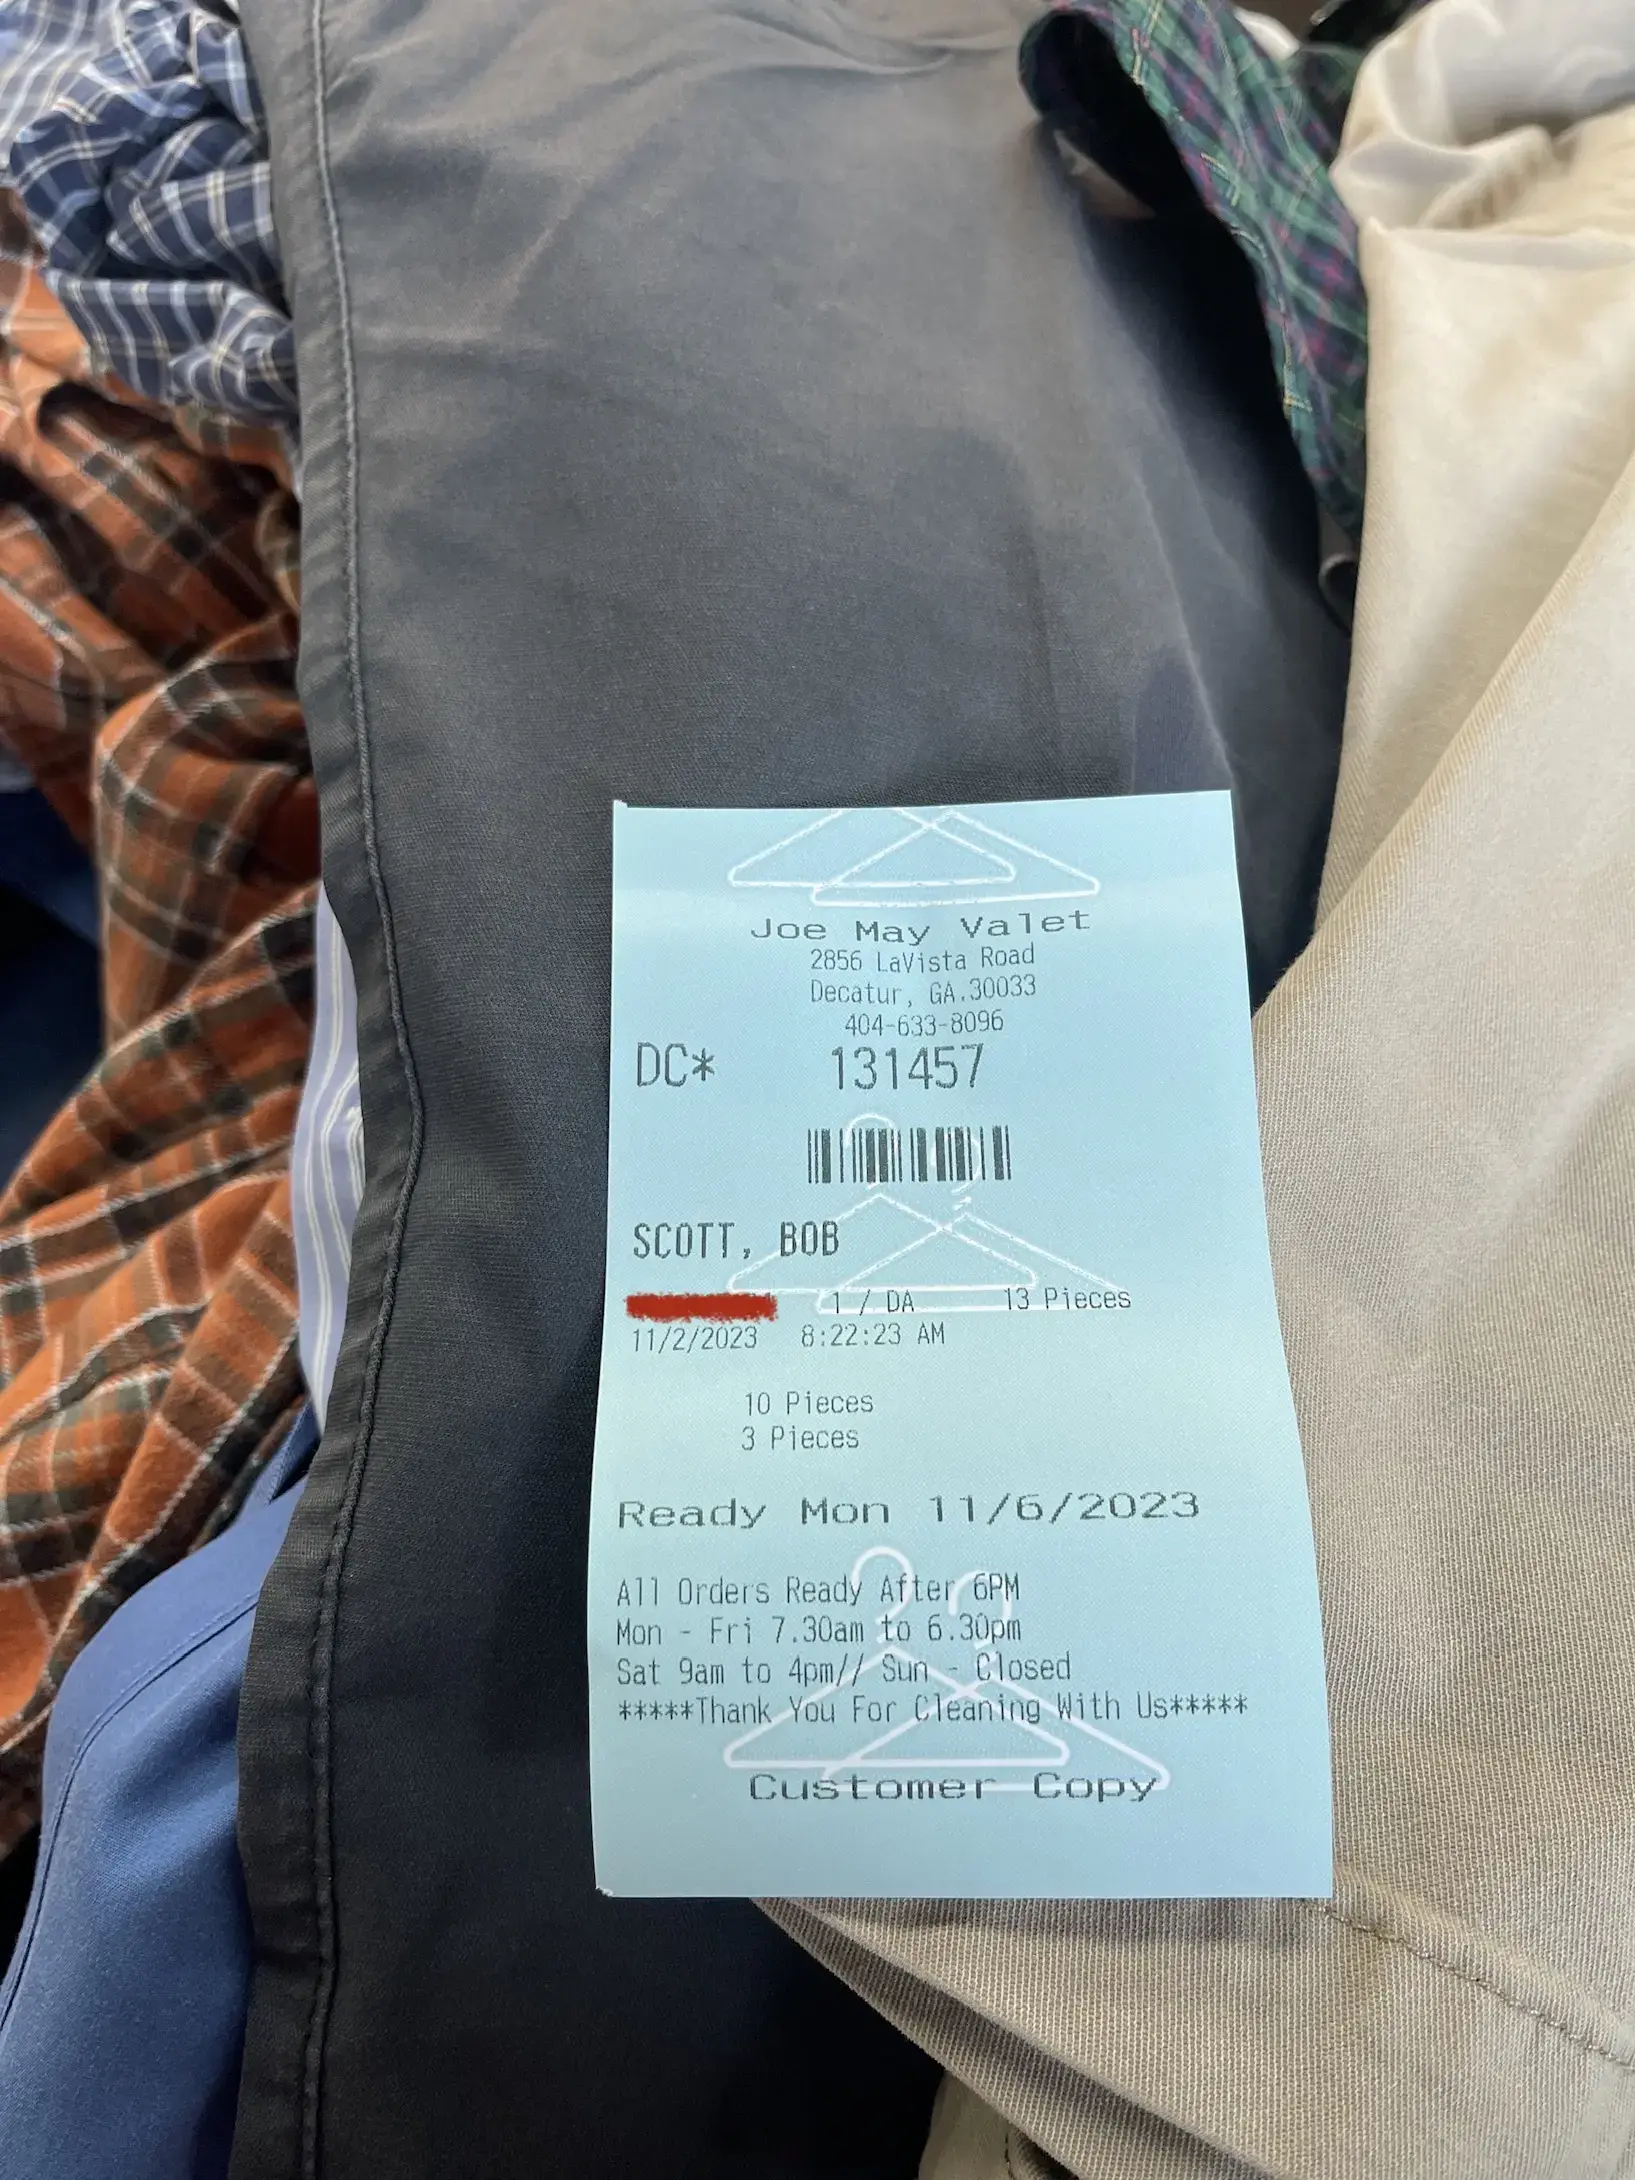 Joe May Valet
2856 LaVista Road
Decatur, GA.30033
404-633-8096
DC* 131457
SCOTT, BOB
1 / DA 13 Pieces
11/2/2023 8:22:23 AM
10 Pieces
3 Pieces
Ready Mon 11/6/2023
All Orders Ready After 6PM
Mon - Fri 7.30am to 6.30pm
Sat 9am to 4pm// Sun - Closed
*****Thank You For Cleaning With Us*****
Customer Copy